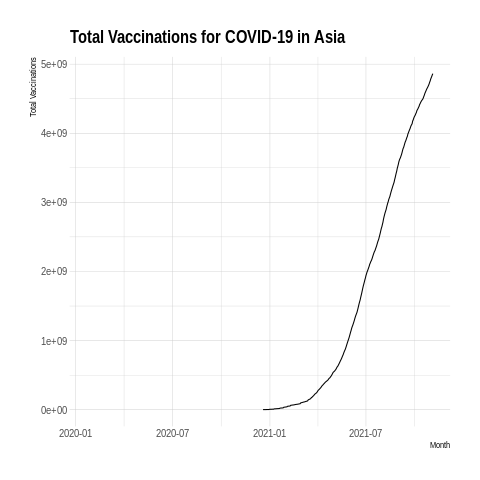 Total Vaccinations for COVID-19 in Asia
Total Vaccinations
5e+09
4e+09
3e+09
2e+09
1e+09
0e+00
2020-01 2020-07 2021-01 2021-07
Month